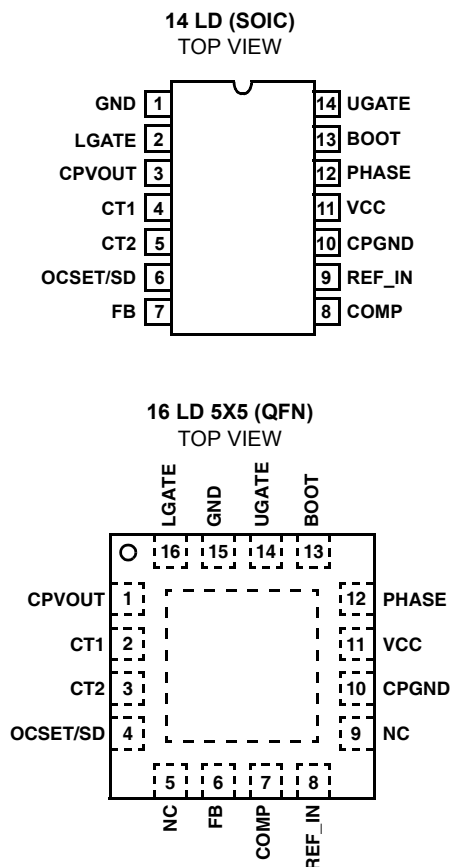 14 LD (SOIC)
TOP VIEW
GND 1 14 UGATE
LGATE 2 13 BOOT
CPVOUT 3 12 PHASE
CT1 4 11 VCC
CT2 5 10 CPGND
OCSET/SD 6 9 REF_IN
FB 7 8 COMP
16 LD 5X5 (QFN)
TOP VIEW
LGATE GND UGATE BOOT
16 15 14 13
CPVOUT 1 12 PHASE
CT1 2 11 VCC
CT2 3 10 CPGND
OCSET/SD 4 9 NC
5 6 7 8
NC FB COMP REF_IN